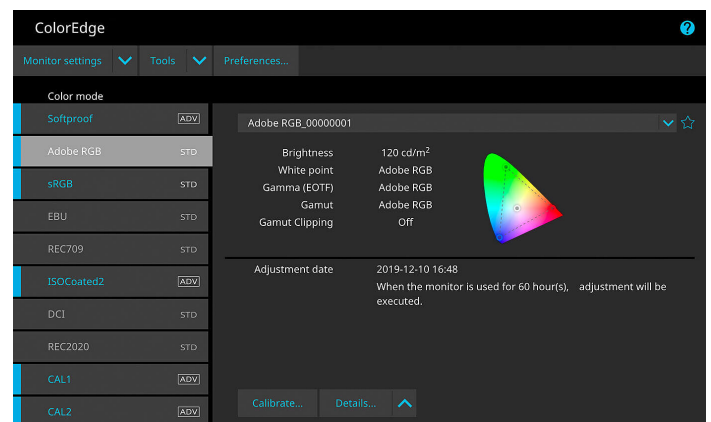 ColorEdge
?
Monitor settings Tools Preferences...
Color mode
Softproof ADV
Adobe RGB STD
sRGB STD
EBU STD
REC709 STD
ISOCoated2 ADV
DCI STD
REC2020 STD
CAL1 ADV
CAL2 ADV
Adobe RGB_00000001
Brightness 120 cd/m²
White point Adobe RGB
Gamma (EOTF) Adobe RGB
Gamut Adobe RGB
Gamut Clipping Off
Adjustment date 2019-12-10 16:48
When the monitor is used for 60 hour(s), adjustment will be
executed.
Calibrate... Details...